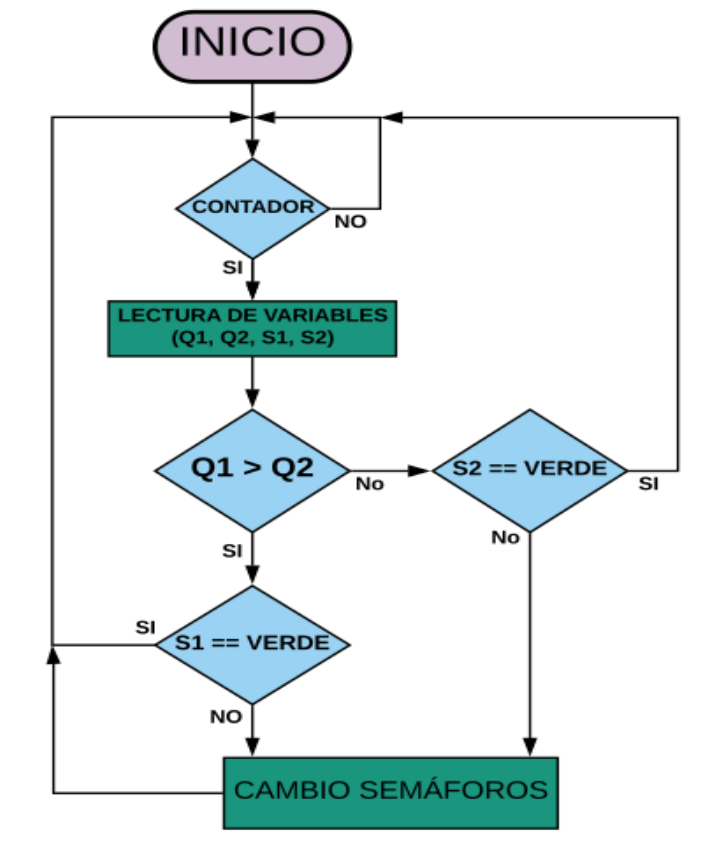 INICIO
CONTADOR
NO
SI
LECTURA DE VARIABLES
(Q1, Q2, S1, S2)
Q1 > Q2
No
S2 == VERDE
SI
SI
No
SI
S1 == VERDE
NO
CAMBIO SEMÁFOROS